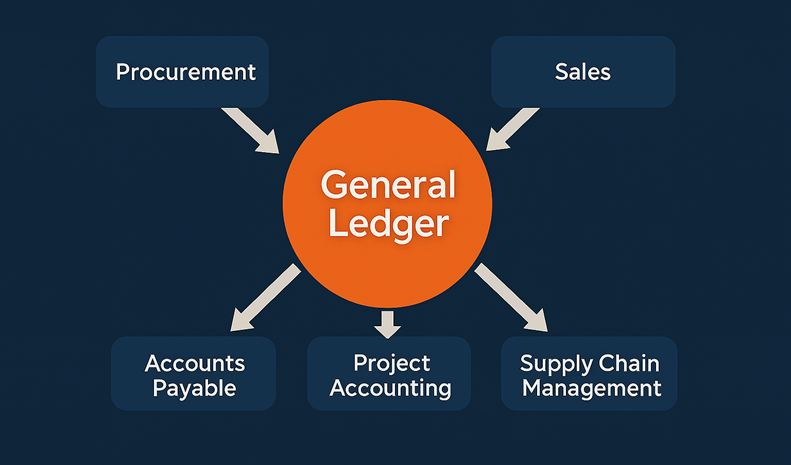 Procurement
Sales
General
Ledger
Accounts
Payable
Project
Accounting
Supply Chain
Management